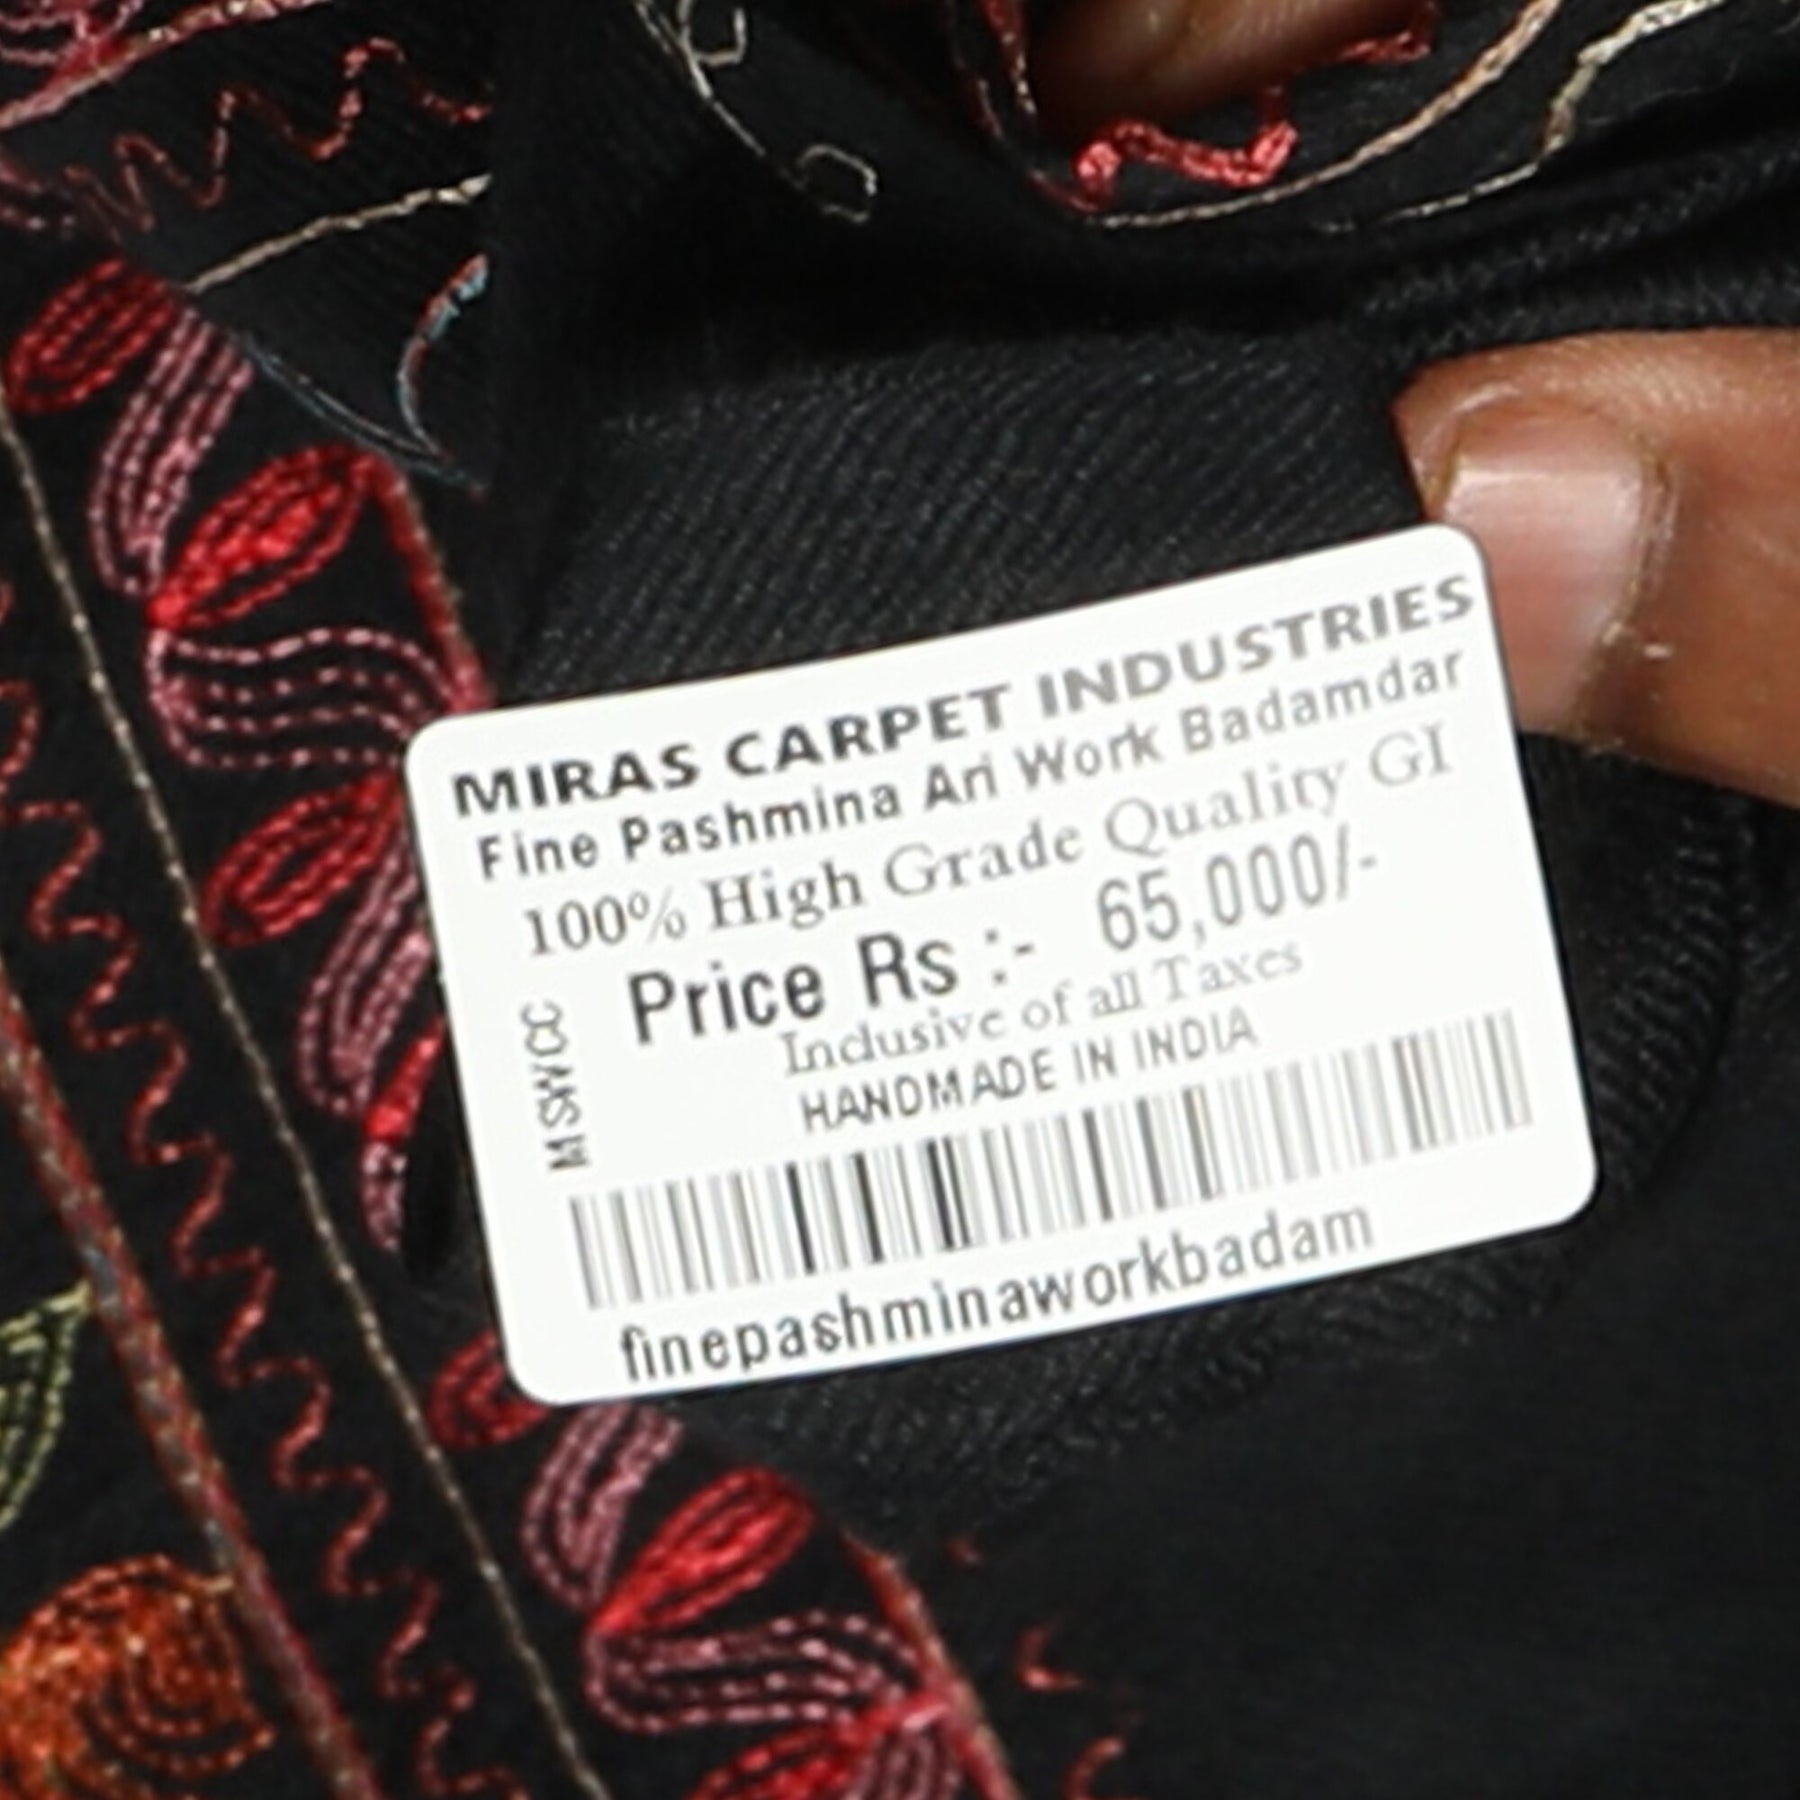 MIRAS CARPET INDUSTRIES
Fine Pashmina Ari Work Badamdar
100% High Grade Quality GI
Price Rs :- 65,000/-
Inclusive of all Taxes
HANDMADE IN INDIA
MSWCC
finepashminaworkbadam